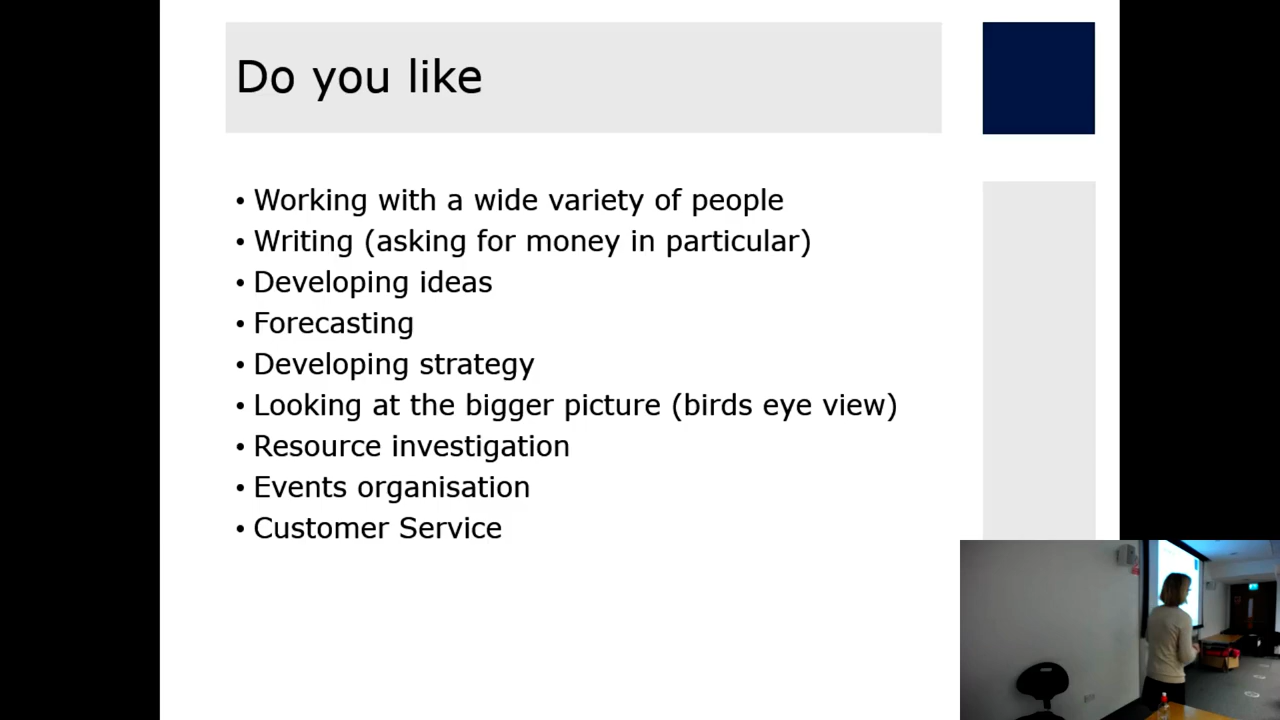 Do you like
• Working with a wide variety of people
• Writing (asking for money in particular)
• Developing ideas
• Forecasting
• Developing strategy
• Looking at the bigger picture (birds eye view)
• Resource investigation
• Events organisation
• Customer Service